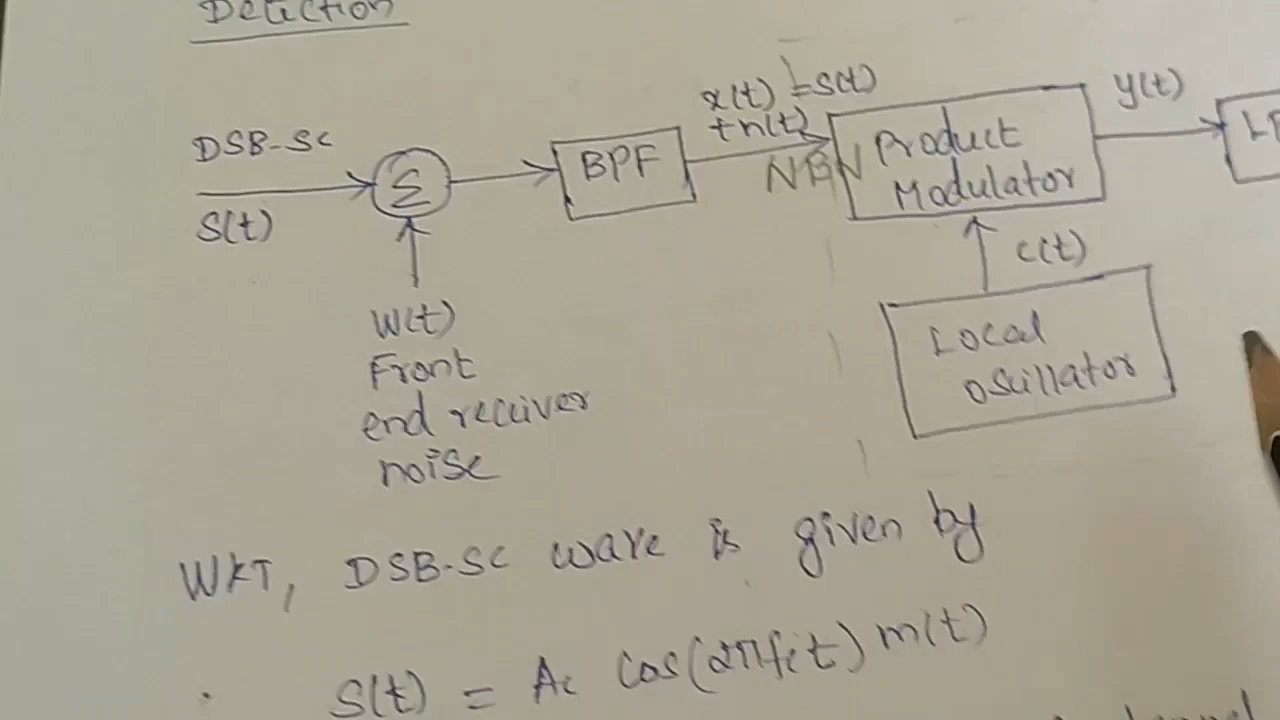 Detection
DSB-SC
S(t)
Σ
W(t)
Front
end receiver
noise
BPF
x(t) = S(t)
+ n(t)
NBN
Product
Modulator
y(t)
C(t)
Local
oscillator
WKT, DSB-SC wave is given by
S(t) = Ac Cos(2πfct) m(t)